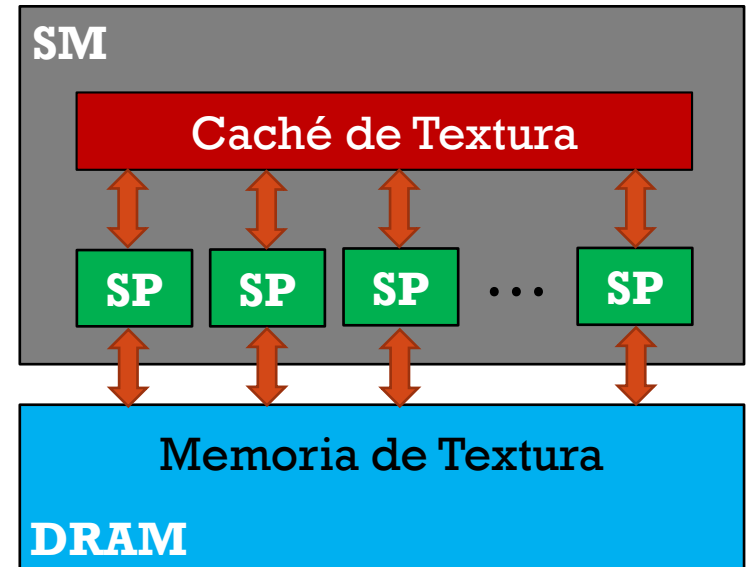 SM
Caché de Textura
SP SP SP ... SP
Memoria de Textura
DRAM